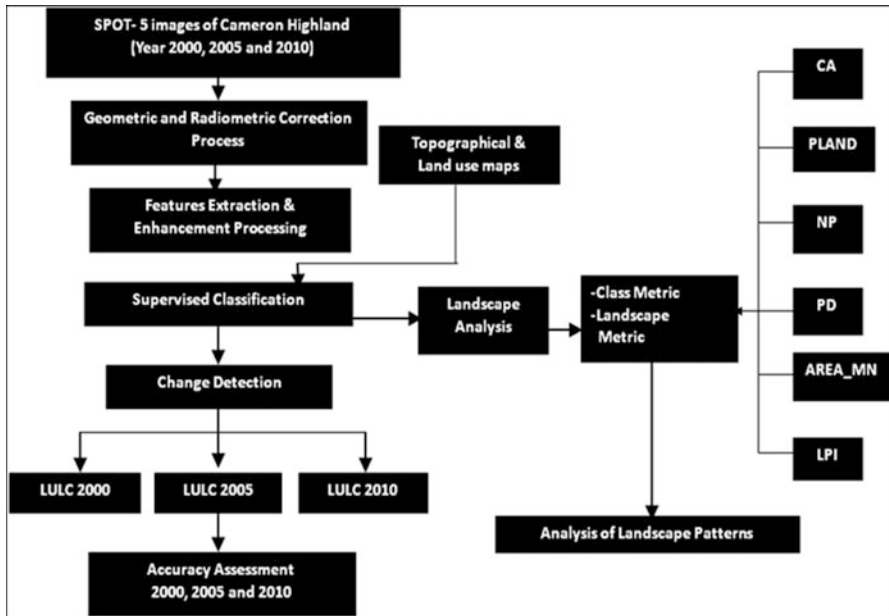 SPOT- 5 images of Cameron Highland
(Year 2000, 2005 and 2010)
Geometric and Radiometric Correction
Process
Topographical &
Land use maps
Features Extraction &
Enhancement Processing
Supervised Classification
Landscape
Analysis
-Class Metric
-Landscape
Metric
Change Detection
LULC 2000
LULC 2005
LULC 2010
Accuracy Assessment
2000, 2005 and 2010
Analysis of Landscape Patterns
CA
PLAND
NP
PD
AREA_MN
LPI